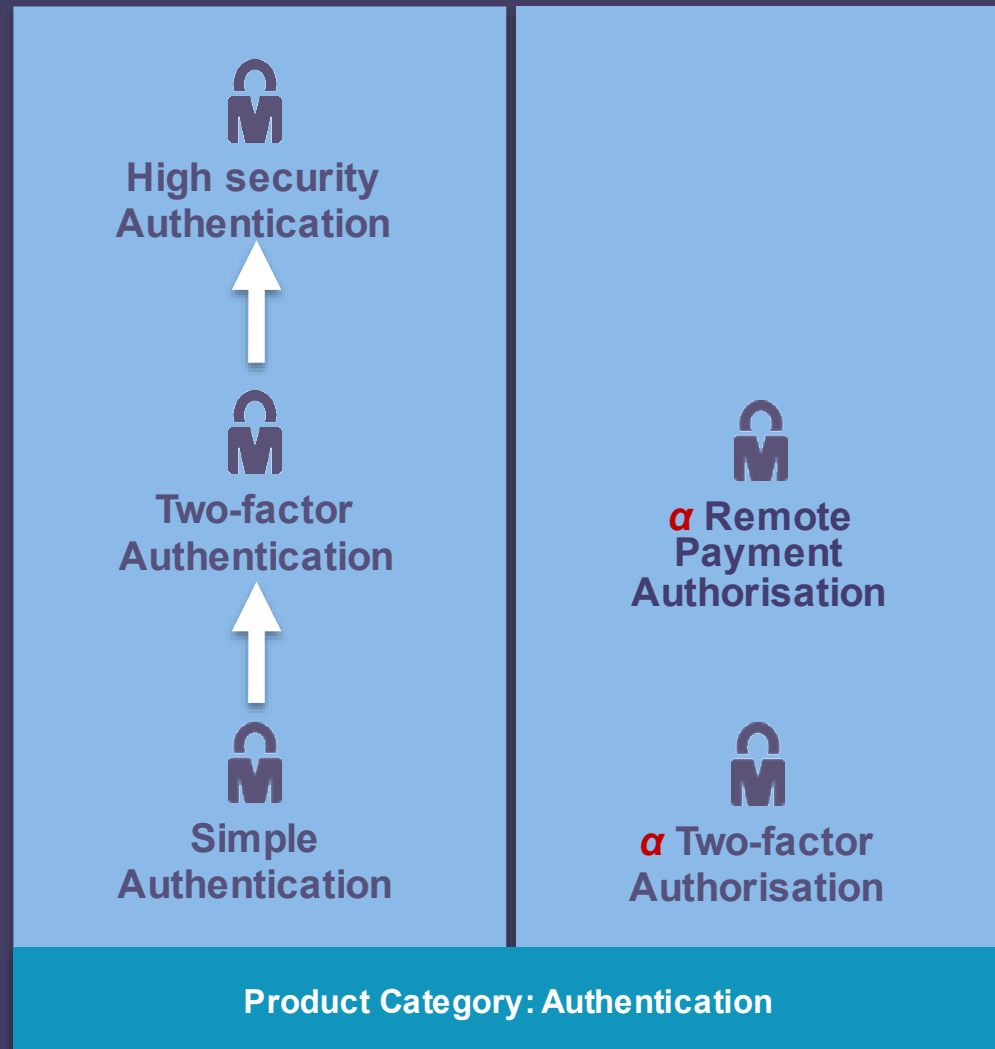 High security
Authentication
Two-factor
Authentication
Simple
Authentication
α Remote
Payment
Authorisation
α Two-factor
Authorisation
Product Category: Authentication